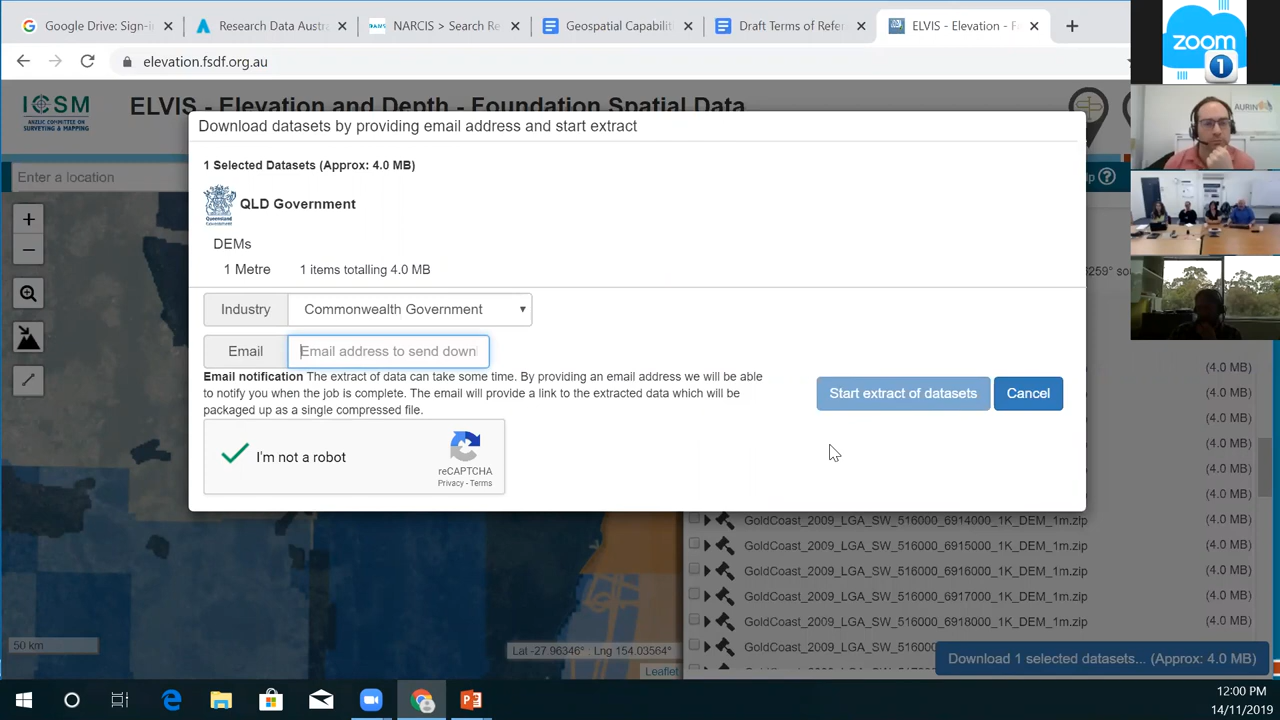 Google Drive: Sign-i
Research Data Austra
NARCIS > Search Re
Geospatial Capabiliti
Draft Terms of Refer
ELVIS - Elevation - F
elevation.fsdf.org.au
zoom
1
ICSM
ANZLIC COMMITTEE ON
SURVEYING & MAPPING
ELVIS - Elevation and Depth - Foundation Spatial Data
AURIN
Download datasets by providing email address and start extract
1 Selected Datasets (Approx: 4.0 MB)
Enter a location
QLD Government
Queensland
Government
DEMs
1 Metre 1 items totalling 4.0 MB
Industry Commonwealth Government
Email Email address to send down
Email notification The extract of data can take some time. By providing an email address we will be able
to notify you when the job is complete. The email will provide a link to the extracted data which will be
packaged up as a single compressed file.
Start extract of datasets
Cancel
I'm not a robot
reCAPTCHA
Privacy - Terms
(4.0 MB)
(4.0 MB)
(4.0 MB)
(4.0 MB)
(4.0 MB)
(4.0 MB)
GoldCoast_2009_LGA_SW_516000_6914000_1K_DEM_1m.zip (4.0 MB)
GoldCoast_2009_LGA_SW_516000_6915000_1K_DEM_1m.zip (4.0 MB)
GoldCoast_2009_LGA_SW_516000_6916000_1K_DEM_1m.zip (4.0 MB)
GoldCoast_2009_LGA_SW_516000_6917000_1K_DEM_1m.zip (4.0 MB)
GoldCoast_2009_LGA_SW_516000_6918000_1K_DEM_1m.zip (4.0 MB)
GoldCoast_2009_LGA_SW_516000 (4.0 MB)
Download 1 selected datasets... (Approx: 4.0 MB)
50 km
Lat -27.96346° : Lng 154.03564°
Leaflet
12:00 PM
14/11/2019